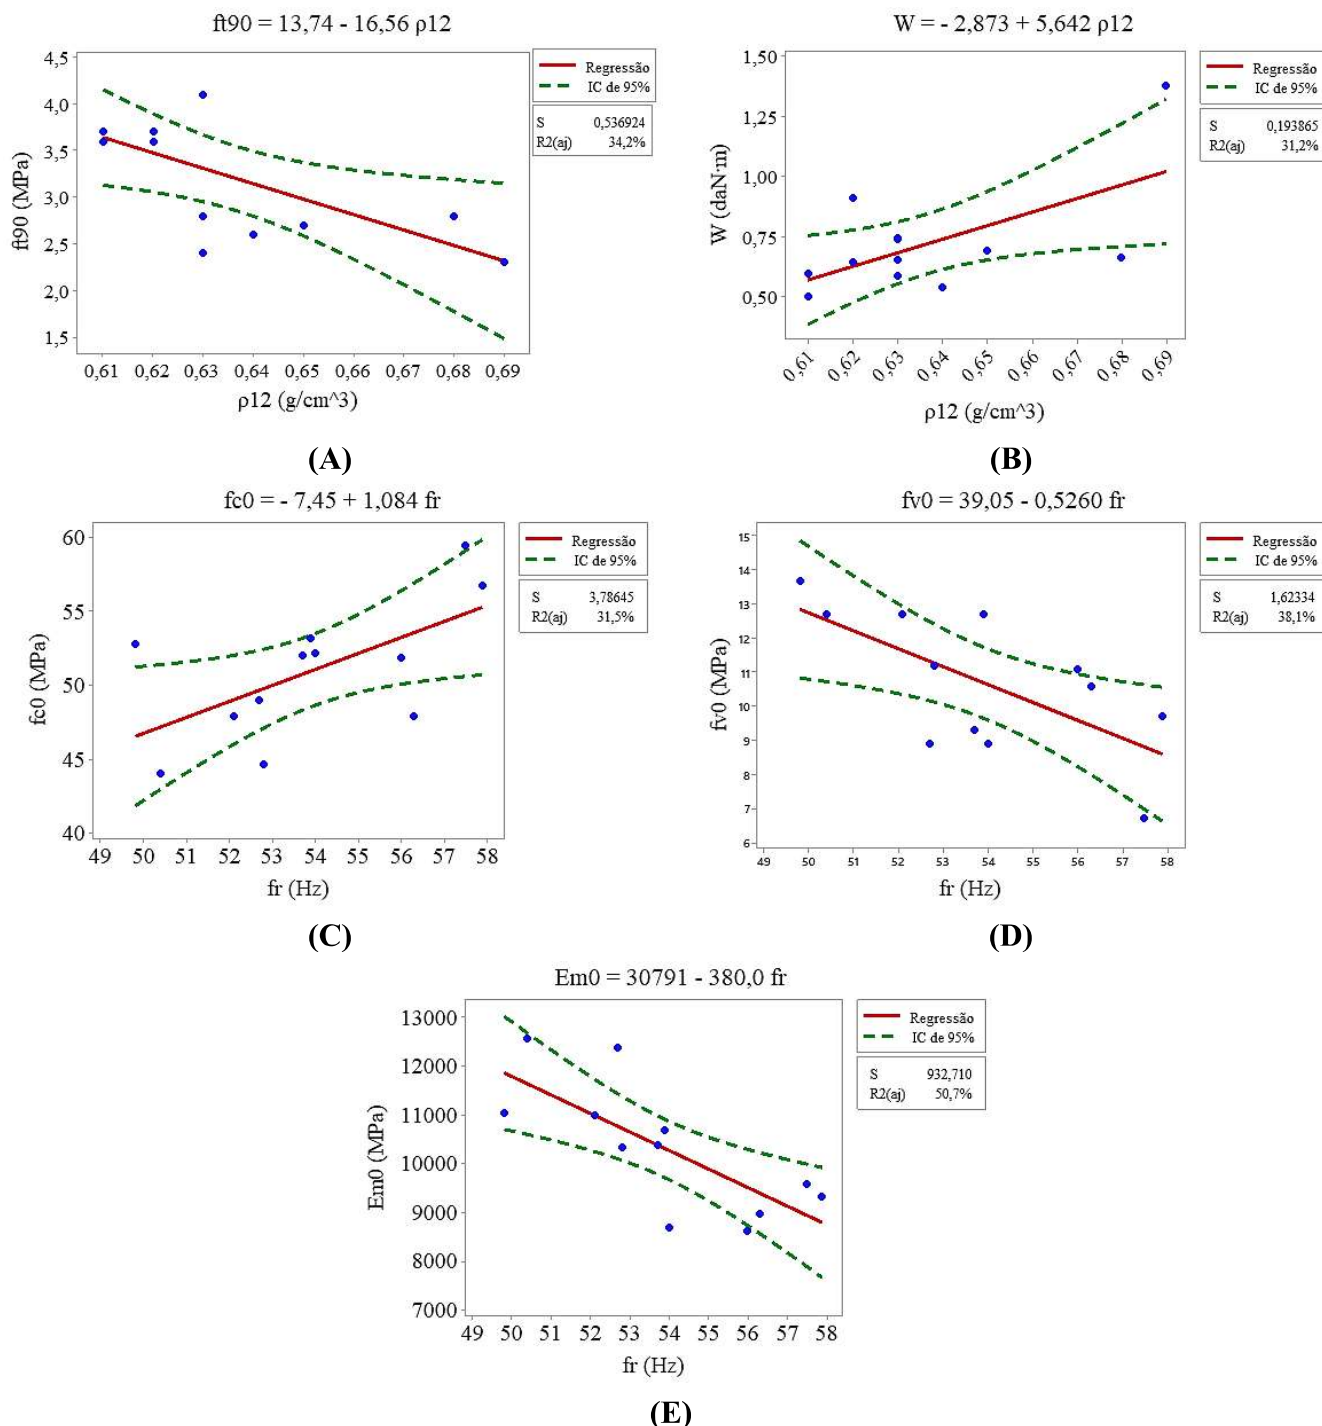 ft90 = 13,74 - 16,56 ρ12
4,5
4,0
3,5
3,0
2,5
2,0
1,5
ft90 (MPa)
0,61 0,62 0,63 0,64 0,65 0,66 0,67 0,68 0,69
ρ12 (g/cm^3)
Regressão
IC de 95%
S 0,536924
R2(aj) 34,2%
(A)
W = - 2,873 + 5,642 ρ12
1,50
1,25
1,00
0,75
0,50
W (daN·m)
0,61 0,62 0,63 0,64 0,65 0,66 0,67 0,68 0,69
ρ12 (g/cm^3)
Regressão
IC de 95%
S 0,193865
R2(aj) 31,2%
(B)
fc0 = - 7,45 + 1,084 fr
60
55
50
45
40
fc0 (MPa)
49 50 51 52 53 54 55 56 57 58
fr (Hz)
Regressão
IC de 95%
S 3,78645
R2(aj) 31,5%
(C)
fv0 = 39,05 - 0,5260 fr
15
14
13
12
11
10
9
8
7
6
fv0 (MPa)
49 50 51 52 53 54 55 56 57 58
fr (Hz)
Regressão
IC de 95%
S 1,62334
R2(aj) 38,1%
(D)
Em0 = 30791 - 380,0 fr
13000
12000
11000
10000
9000
8000
7000
Em0 (MPa)
49 50 51 52 53 54 55 56 57 58
fr (Hz)
Regressão
IC de 95%
S 932,710
R2(aj) 50,7%
(E)